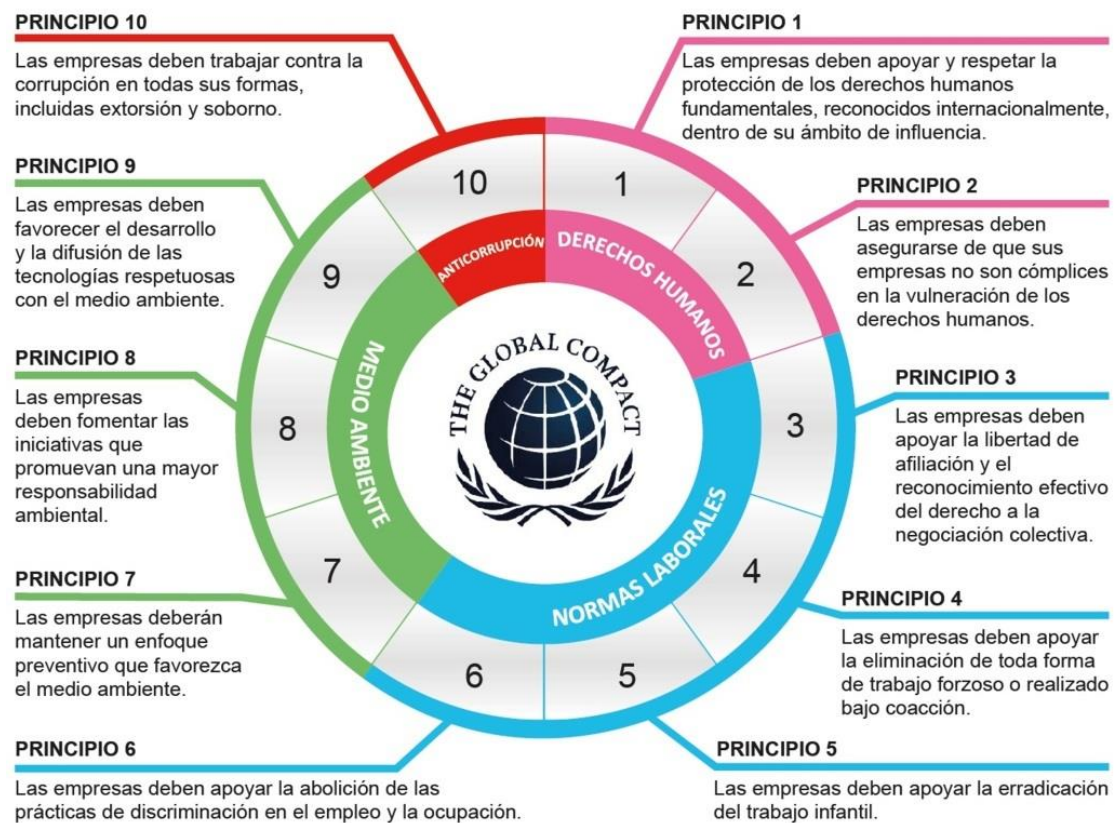 PRINCIPIO 10
Las empresas deben trabajar contra la
corrupción en todas sus formas,
incluidas extorsión y soborno.
PRINCIPIO 1
Las empresas deben apoyar y respetar la
protección de los derechos humanos
fundamentales, reconocidos internacionalmente,
dentro de su ámbito de influencia.
PRINCIPIO 9
Las empresas deben
favorecer el desarrollo
y la difusión de las
tecnologías respetuosas
con el medio ambiente.
PRINCIPIO 2
Las empresas deben
asegurarse de que sus
empresas no son cómplices
en la vulneración de los
derechos humanos.
PRINCIPIO 8
Las empresas
deben fomentar las
iniciativas que
promuevan una mayor
responsabilidad
ambiental.
PRINCIPIO 3
Las empresas deben
apoyar la libertad de
afiliación y el
reconocimiento efectivo
del derecho a la
negociación colectiva.
PRINCIPIO 7
Las empresas deberán
mantener un enfoque
preventivo que favorezca
el medio ambiente.
PRINCIPIO 4
Las empresas deben apoyar
la eliminación de toda forma
de trabajo forzoso o realizado
bajo coacción.
PRINCIPIO 6
Las empresas deben apoyar la abolición de las
prácticas de discriminación en el empleo y la ocupación.
PRINCIPIO 5
Las empresas deben apoyar la erradicación
del trabajo infantil.
10
1
2
3
4
5
6
7
8
9
ANTICORRUPCIÓN
DERECHOS HUMANOS
NORMAS LABORALES
MEDIO AMBIENTE
THE GLOBAL COMPACT